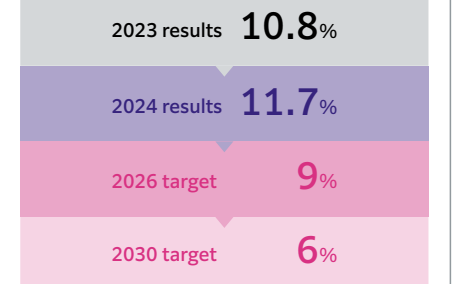 2023 results 10.8%
2024 results 11.7%
2026 target 9%
2030 target 6%